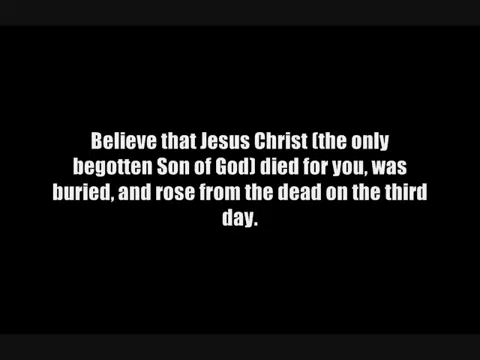 Believe that Jesus Christ (the only
begotten Son of God) died for you, was
buried, and rose from the dead on the third
day.